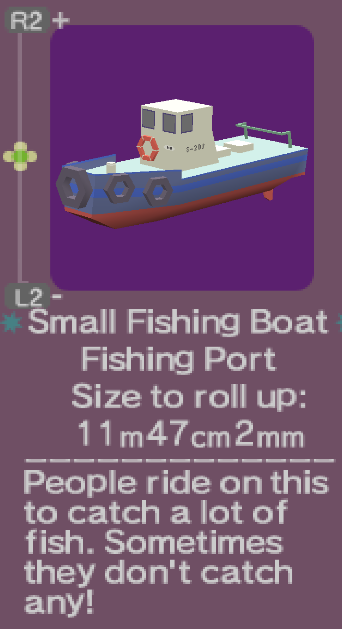 R2 +
S-202
L2 -
Small Fishing Boat
Fishing Port
Size to roll up:
11m47cm2mm
People ride on this
to catch a lot of
fish. Sometimes
they don't catch
any!